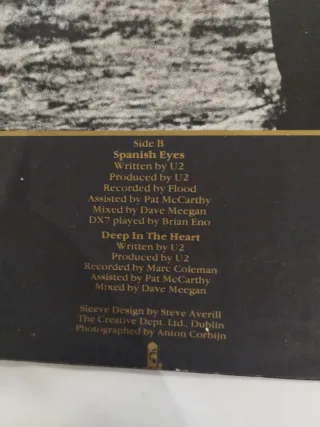 Side B
Spanish Eyes
Written by U2
Produced by U2
Recorded by Flood
Assisted by Pat McCarthy
Mixed by Dave Meegan
DX7 played by Brian Eno
Deep In The Heart
Written by U2
Produced by U2
Recorded by Marc Coleman
Assisted by Pat McCarthy
Mixed by Dave Meegan
Sleeve Design by Steve Averill
The Creative Dept. Ltd., Dublin
Photographed by Anton Corbijn